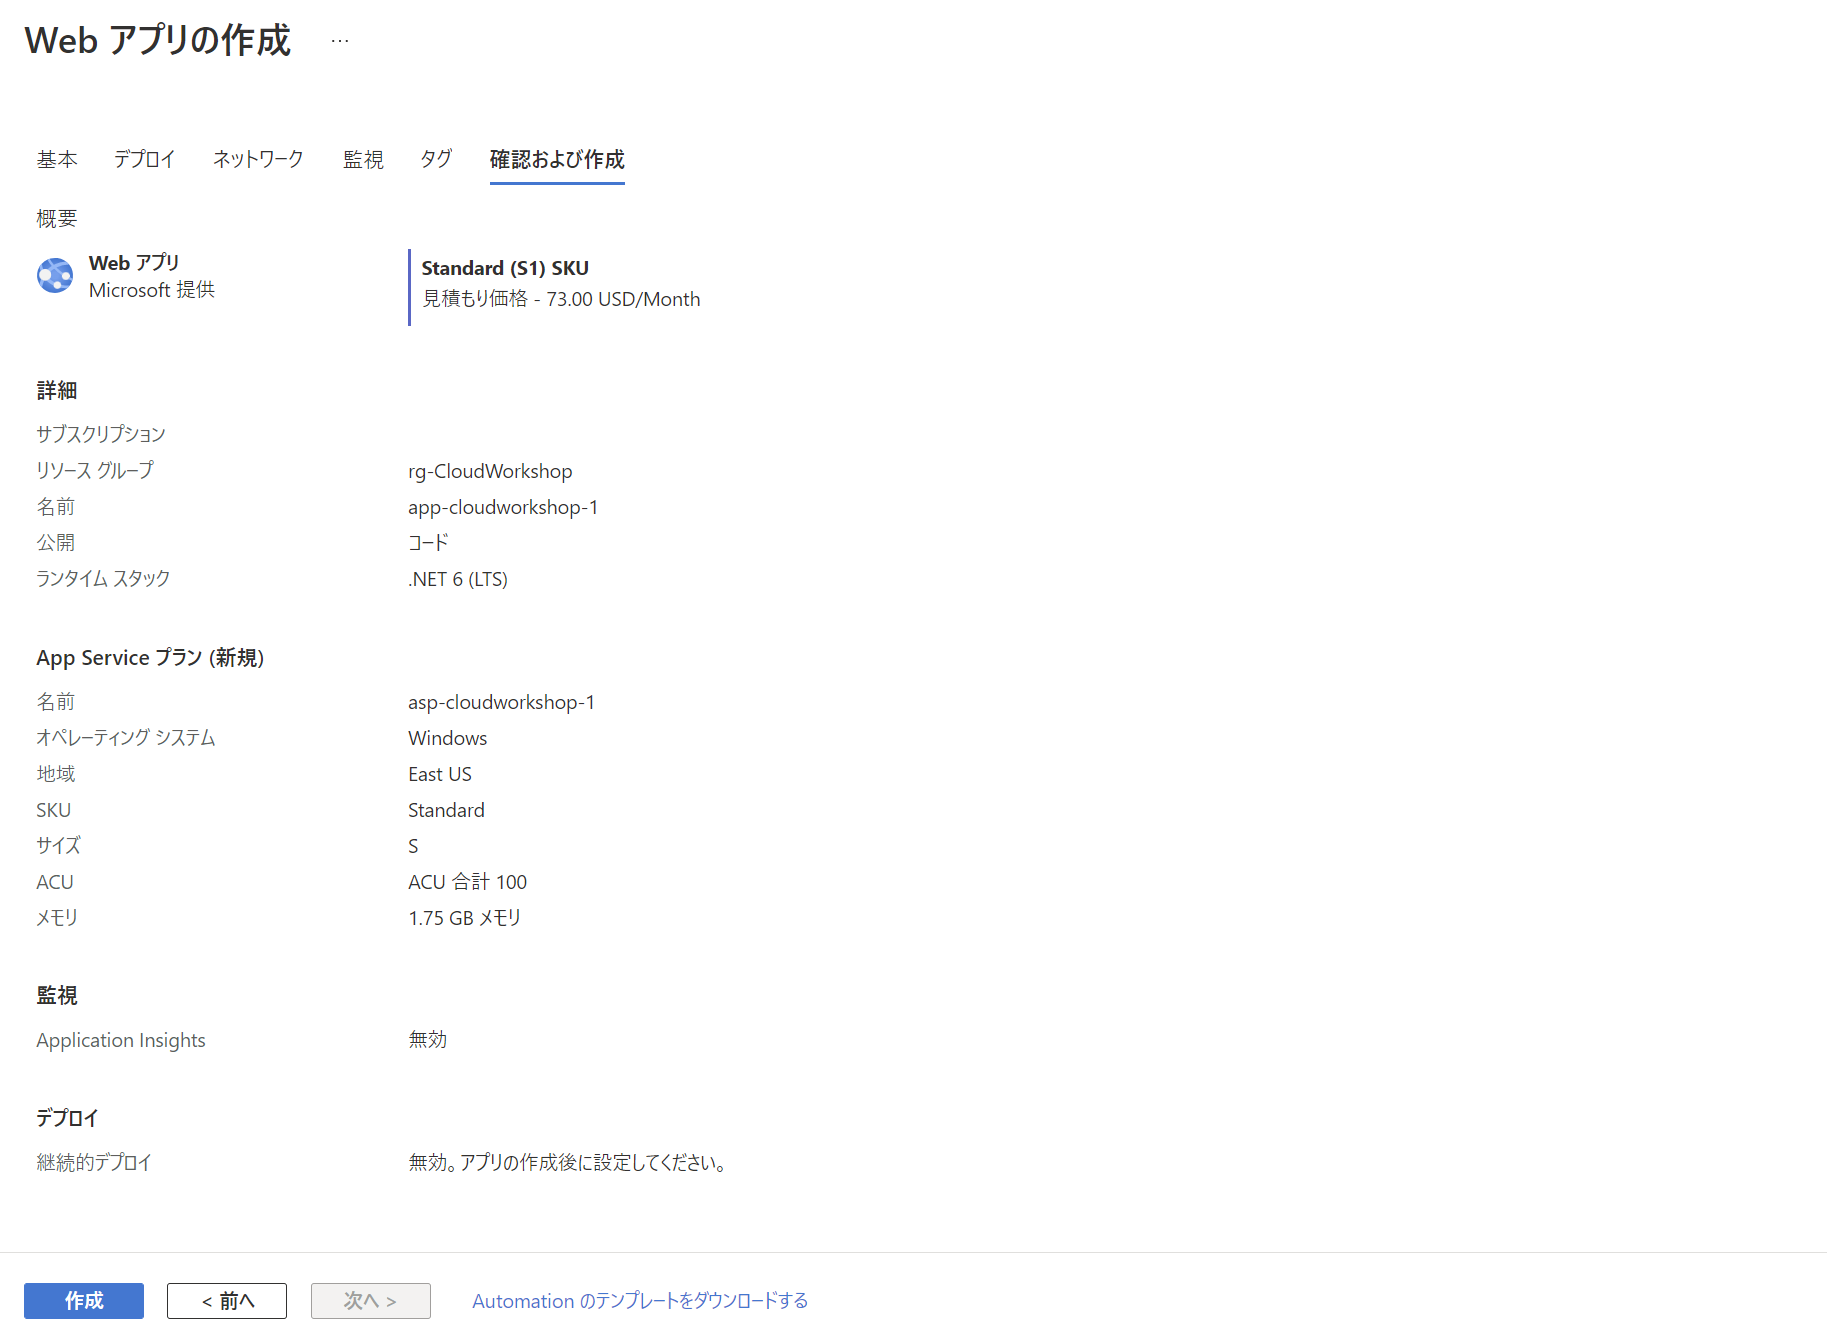 Web アプリの作成 …
基本 デプロイ ネットワーク 監視 タグ 確認および作成
概要
Web アプリ
Microsoft 提供
Standard (S1) SKU
見積もり価格 - 73.00 USD/Month
詳細
サブスクリプション
リソース グループ rg-CloudWorkshop
名前 app-cloudworkshop-1
公開 コード
ランタイム スタック .NET 6 (LTS)
App Service プラン (新規)
名前 asp-cloudworkshop-1
オペレーティング システム Windows
地域 East US
SKU Standard
サイズ S
ACU ACU 合計 100
メモリ 1.75 GB メモリ
監視
Application Insights 無効
デプロイ
継続的デプロイ 無効。アプリの作成後に設定してください。
作成 < 前へ 次へ > Automation のテンプレートをダウンロードする